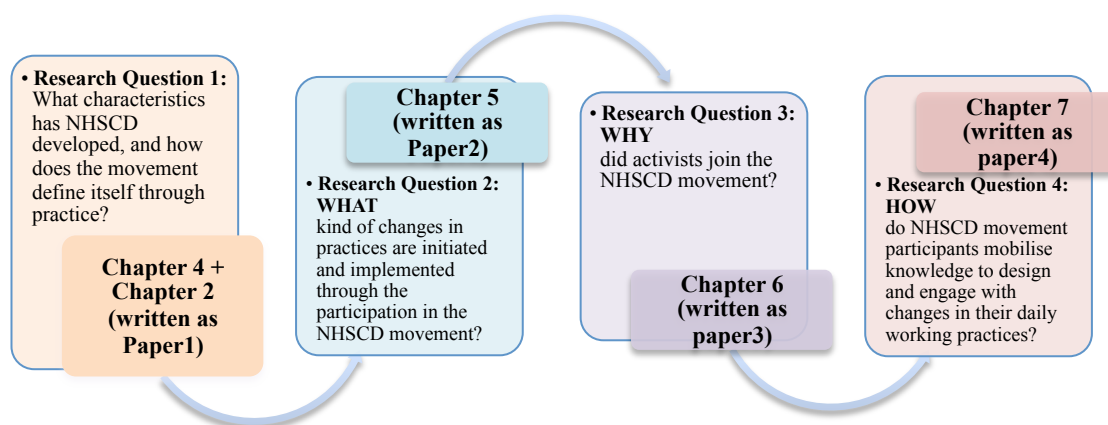 • Research Question 1:
What characteristics
has NHSCD
developed, and how
does the movement
define itself through
practice?
Chapter 4 +
Chapter 2
(written as
Paper1)
Chapter 5
(written as
Paper2)
• Research Question 2:
WHAT
kind of changes in
practices are initiated
and implemented
through the
participation in the
NHSCD movement?
• Research Question 3:
WHY
did activists join the
NHSCD movement?
Chapter 6
(written as
paper3)
Chapter 7
(written as
paper4)
• Research Question 4:
HOW
do NHSCD movement
participants mobilise
knowledge to design
and engage with
changes in their daily
working practices?